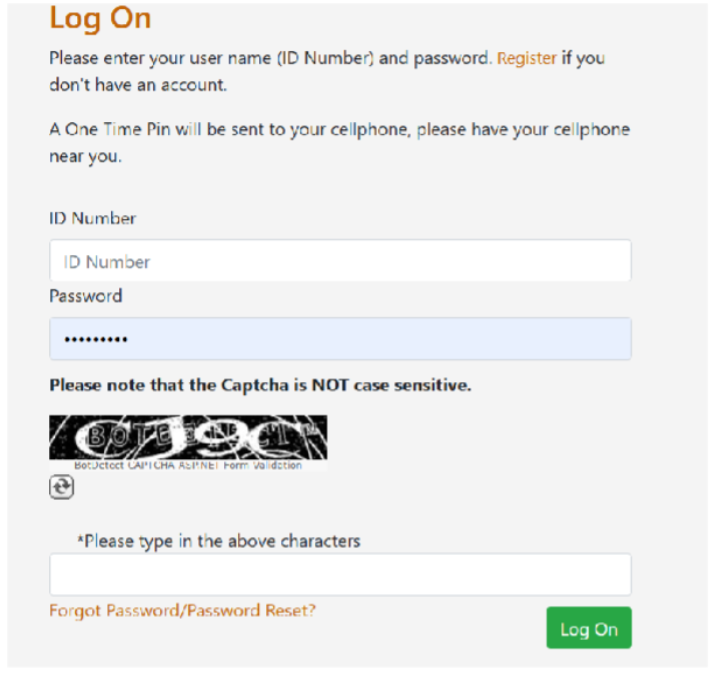 Log On
Please enter your user name (ID Number) and password. Register if you
don't have an account.
A One Time Pin will be sent to your cellphone, please have your cellphone
near you.
ID Number
ID Number
Password
•••••••••
Please note that the Captcha is NOT case sensitive.
BotDetect CAPTCHA ASP.NET Form Validation
*Please type in the above characters
Forgot Password/Password Reset?
Log On